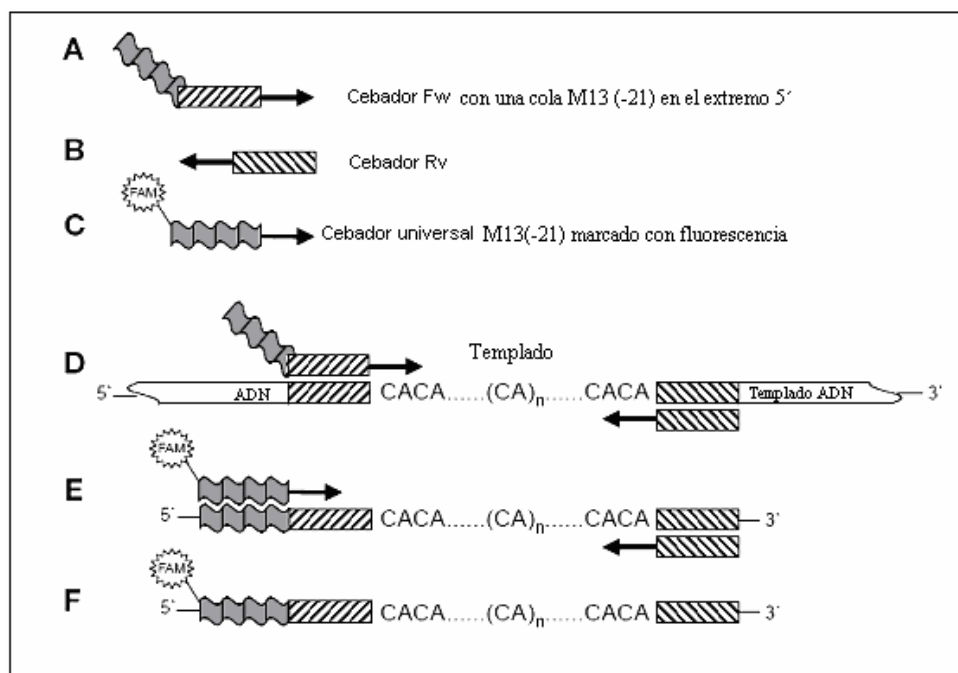 A
Cebador Fw con una cola M13 (-21) en el extremo 5´
B
Cebador Rv
FAM
C
Cebador universal M13(-21) marcado con fluorescencia
Templado
D
5´ ADN CACA......(CA)n......CACA Templado ADN 3´
FAM
E
5´ CACA......(CA)n......CACA 3´
FAM
F
5´ CACA......(CA)n......CACA 3´